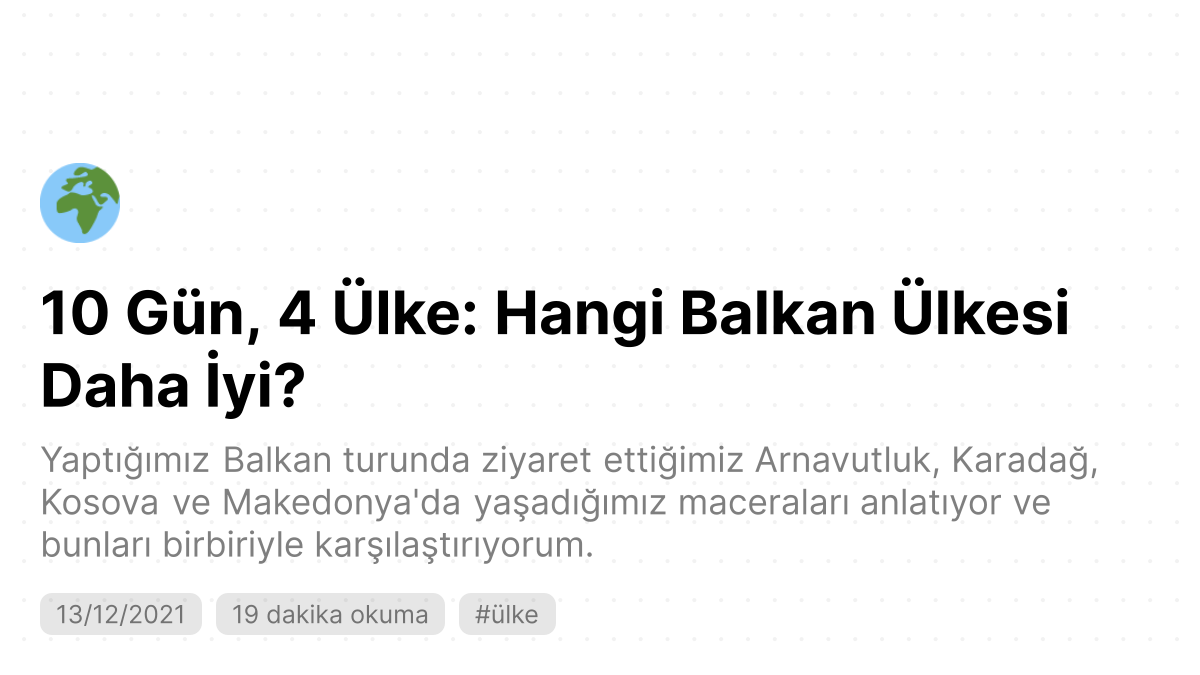 10 Gün, 4 Ülke: Hangi Balkan Ülkesi
Daha İyi?
Yaptığımız Balkan turunda ziyaret ettiğimiz Arnavutluk, Karadağ,
Kosova ve Makedonya'da yaşadığımız maceraları anlatıyor ve
bunları birbiriyle karşılaştırıyorum.
13/12/2021 19 dakika okuma #ülke